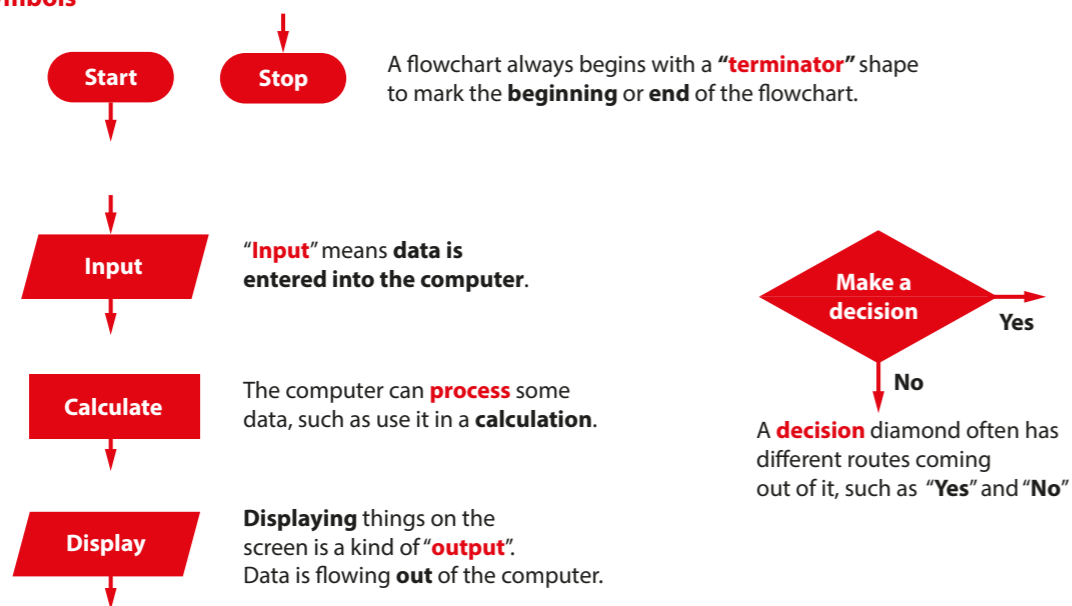 Start
Stop
A flowchart always begins with a “terminator” shape
to mark the beginning or end of the flowchart.
Input
“Input” means data is
entered into the computer.
Calculate
The computer can process some
data, such as use it in a calculation.
Display
Displaying things on the
screen is a kind of “output”.
Data is flowing out of the computer.
Make a
decision
Yes
No
A decision diamond often has
different routes coming
out of it, such as “Yes” and “No”